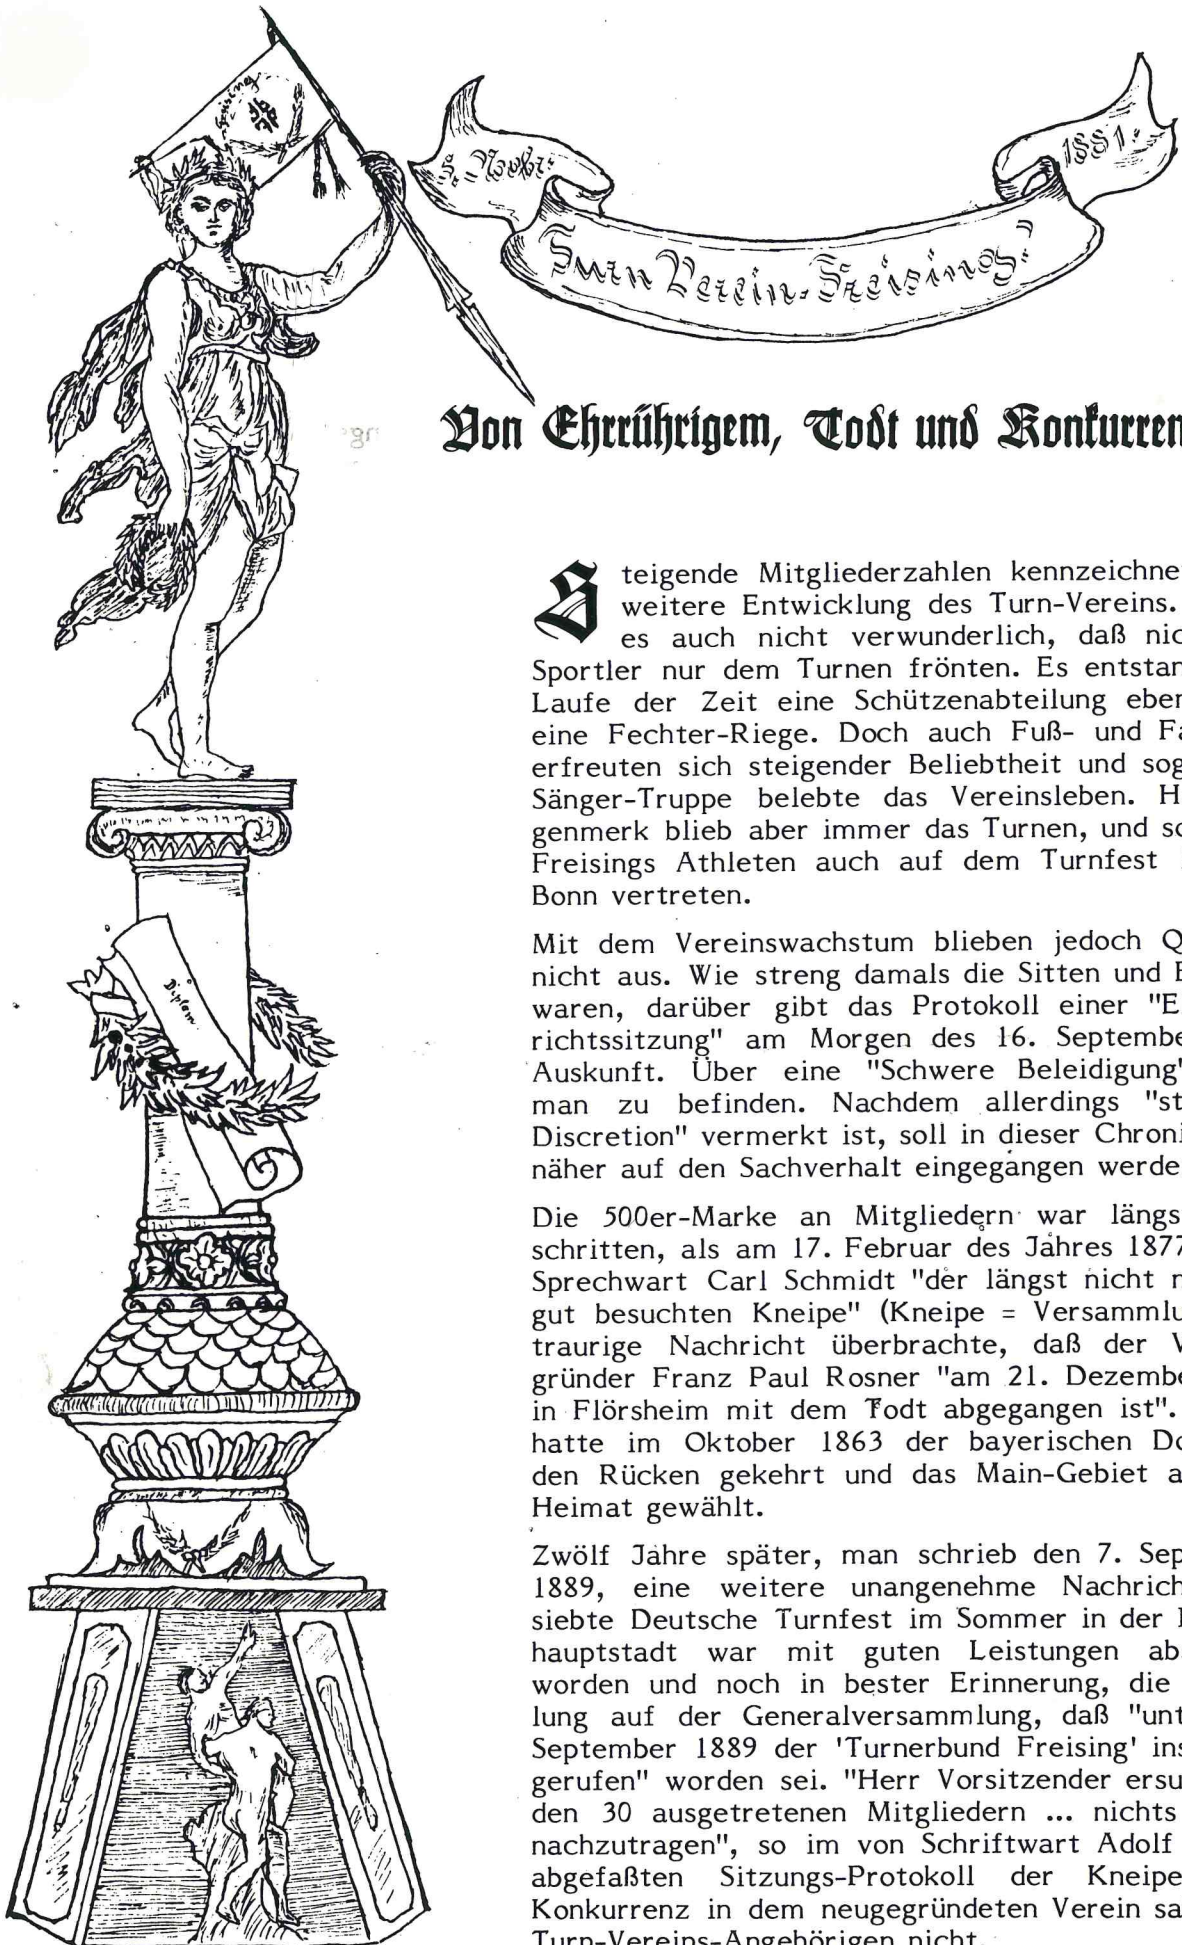 Freising
1881:
Turn Verein-Freisings:
Von Ehrrührigem, Todt und Konkurren
Steigende Mitgliederzahlen kennzeichne
weitere Entwicklung des Turn-Vereins.
es auch nicht verwunderlich, daß nic
Sportler nur dem Turnen frönten. Es entstan
Laufe der Zeit eine Schützenabteilung eben
eine Fechter-Riege. Doch auch Fuß- und Fa
erfreuten sich steigender Beliebtheit und sog
Sänger-Truppe belebte das Vereinsleben. H
genmerk blieb aber immer das Turnen, und so
Freisings Athleten auch auf dem Turnfest
Bonn vertreten.
Mit dem Vereinswachstum blieben jedoch Q
nicht aus. Wie streng damals die Sitten und B
waren, darüber gibt das Protokoll einer "E
richtssitzung" am Morgen des 16. Septembe
Auskunft. Über eine "Schwere Beleidigung"
man zu befinden. Nachdem allerdings "st
Discretion" vermerkt ist, soll in dieser Chroni
näher auf den Sachverhalt eingegangen werde
Die 500er-Marke an Mitgliedern war längs
schritten, als am 17. Februar des Jahres 1877
Sprechwart Carl Schmidt "der längst nicht m
gut besuchten Kneipe" (Kneipe = Versammlu
traurige Nachricht überbrachte, daß der V
gründer Franz Paul Rosner "am 21. Dezembe
in Flörsheim mit dem Todt abgegangen ist".
hatte im Oktober 1863 der bayerischen Do
den Rücken gekehrt und das Main-Gebiet a
Heimat gewählt.
Zwölf Jahre später, man schrieb den 7. Sep
1889, eine weitere unangenehme Nachrich
siebte Deutsche Turnfest im Sommer in der
hauptstadt war mit guten Leistungen ab
worden und noch in bester Erinnerung, die
lung auf der Generalversammlung, daß "unt
September 1889 der 'Turnerbund Freising' ins
gerufen" worden sei. "Herr Vorsitzender ersu
den 30 ausgetretenen Mitgliedern ... nichts
nachzutragen", so im von Schriftwart Adolf
abgefaßten Sitzungs-Protokoll der Kneipe
Konkurrenz in dem neugegründeten Verein sa
Turn-Vereins-Angehörigen nicht.
Diplom